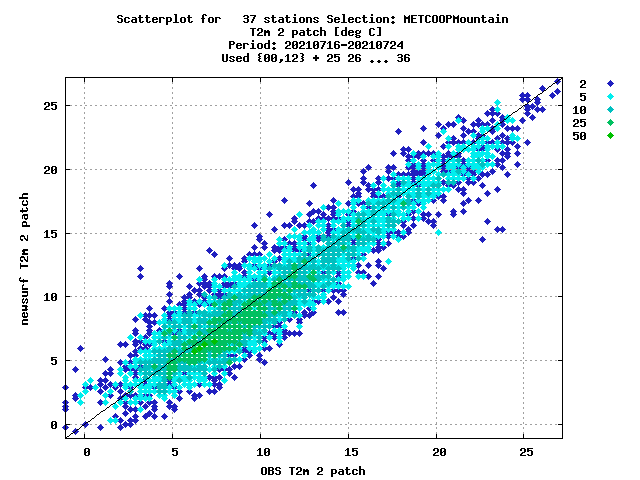 Scatterplot for   37 stations Selection: METCOOPMountain
T2m 2 patch [deg C]
Period: 20210716-20210724
Used {00,12} + 25 26 ... 36
2
5
10
25
50
newsurf T2m 2 patch
25
20
15
10
5
0
0 5 10 15 20 25
OBS T2m 2 patch